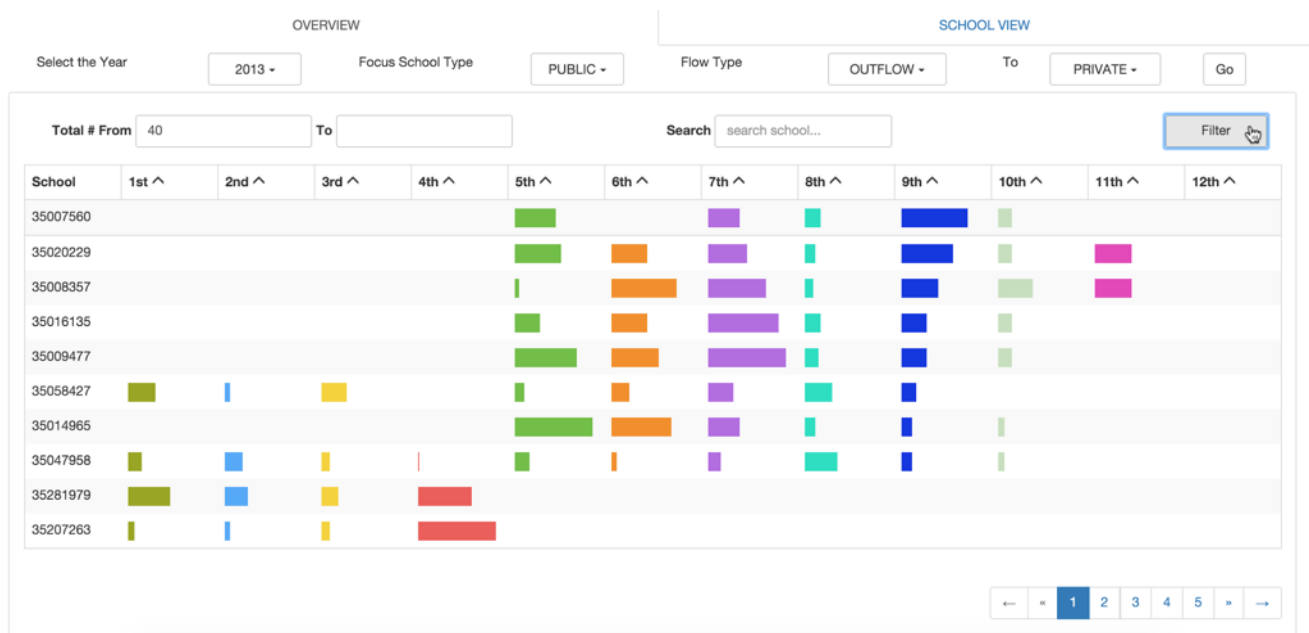 OVERVIEW SCHOOL VIEW
Select the Year 2013 Focus School Type PUBLIC Flow Type OUTFLOW To PRIVATE Go
Total # From 40 To Search search school... Filter
School 1st 2nd 3rd 4th 5th 6th 7th 8th 9th 10th 11th 12th
35007560
35020229
35008357
35016135
35009477
35058427
35014965
35047958
35281979
35207263
← « 1 2 3 4 5 » →